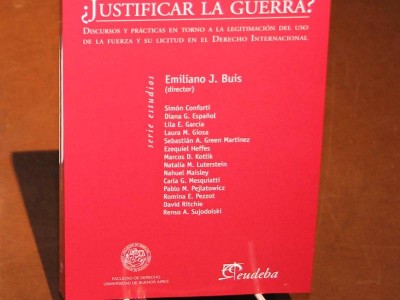 ¿Justificar la guerra?
Discursos y prácticas en torno a la legitimación del uso
de la fuerza y su licitud en el Derecho Internacional
serie estudios
Emiliano J. Buis
(director)
Simón Conforti
Diana G. Español
Lila E. García
Laura M. Giosa
Sebastián A. Green Martínez
Ezequiel Heffes
Marcos D. Kotlik
Natalia M. Luterstein
Nahuel Maisley
Carla G. Mesquiatti
Pablo M. Pejlatowicz
Romina E. Pezzot
David Ritchie
Renso A. Sujodolski
FACULTAD DE DERECHO
UNIVERSIDAD DE BUENOS AIRES
eudeba